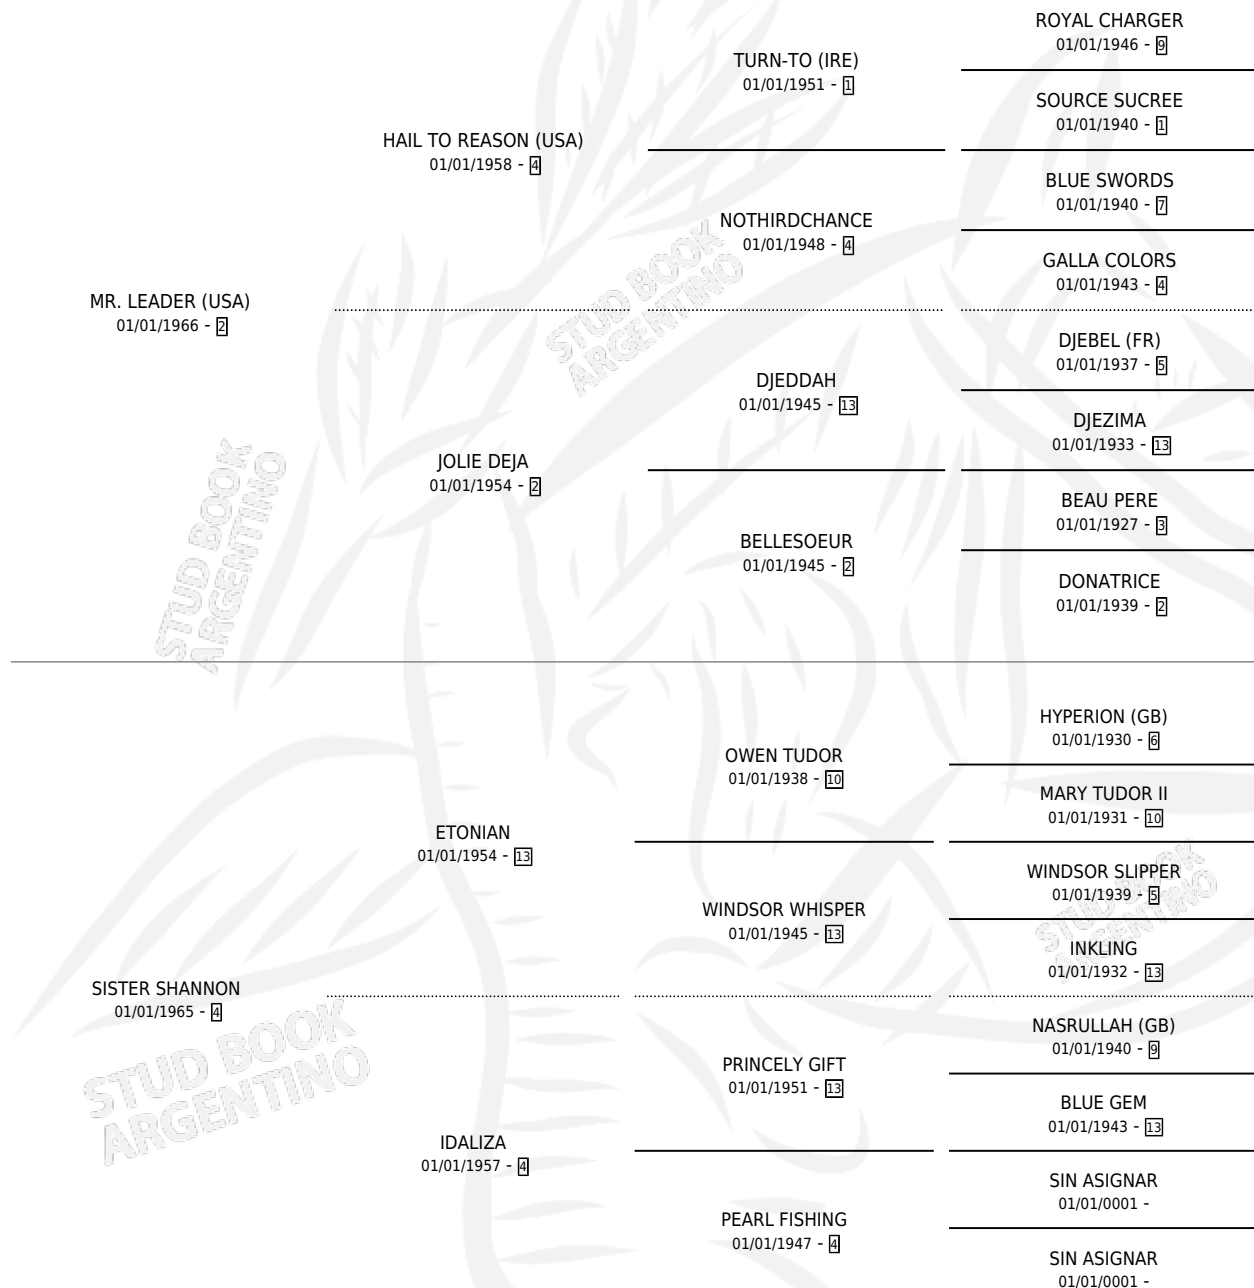 ROYAL CHARGER
01/01/1946 - 9
TURN-TO (IRE)
01/01/1951 - 1
SOURCE SUCREE
01/01/1940 - 1
HAIL TO REASON (USA)
01/01/1958 - 4
BLUE SWORDS
01/01/1940 - 7
NOTHIRDCHANCE
01/01/1948 - 4
GALLA COLORS
01/01/1943 - 4
MR. LEADER (USA)
01/01/1966 - 2
DJEBEL (FR)
01/01/1937 - 5
DJEDDAH
01/01/1945 - 13
DJEZIMA
01/01/1933 - 13
JOLIE DEJA
01/01/1954 - 2
BEAU PERE
01/01/1927 - 3
BELLESOEUR
01/01/1945 - 2
DONATRICE
01/01/1939 - 2
HYPERION (GB)
01/01/1930 - 6
OWEN TUDOR
01/01/1938 - 10
MARY TUDOR II
01/01/1931 - 10
ETONIAN
01/01/1954 - 13
WINDSOR SLIPPER
01/01/1939 - 5
WINDSOR WHISPER
01/01/1945 - 13
INKLING
01/01/1932 - 13
SISTER SHANNON
01/01/1965 - 4
NASRULLAH (GB)
01/01/1940 - 9
PRINCELY GIFT
01/01/1951 - 13
BLUE GEM
01/01/1943 - 13
IDALIZA
01/01/1957 - 4
SIN ASIGNAR
01/01/0001 -
PEARL FISHING
01/01/1947 - 4
SIN ASIGNAR
01/01/0001 -
STUD BOOK
ARGENTINO
STUD BOOK
ARGENTINO
STUD BOOK
ARGENTINO
STUD BOOK
ARGENTINO